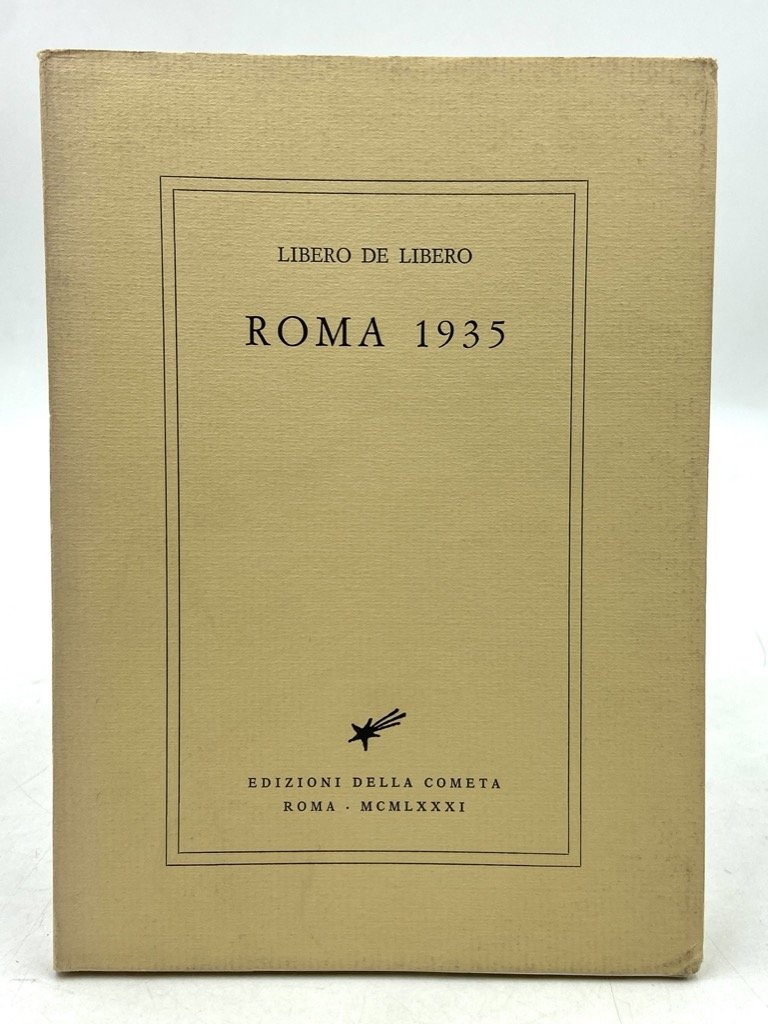 LIBERO DE LIBERO
ROMA 1935
EDIZIONI DELLA COMETA
ROMA · MCMLXXXI